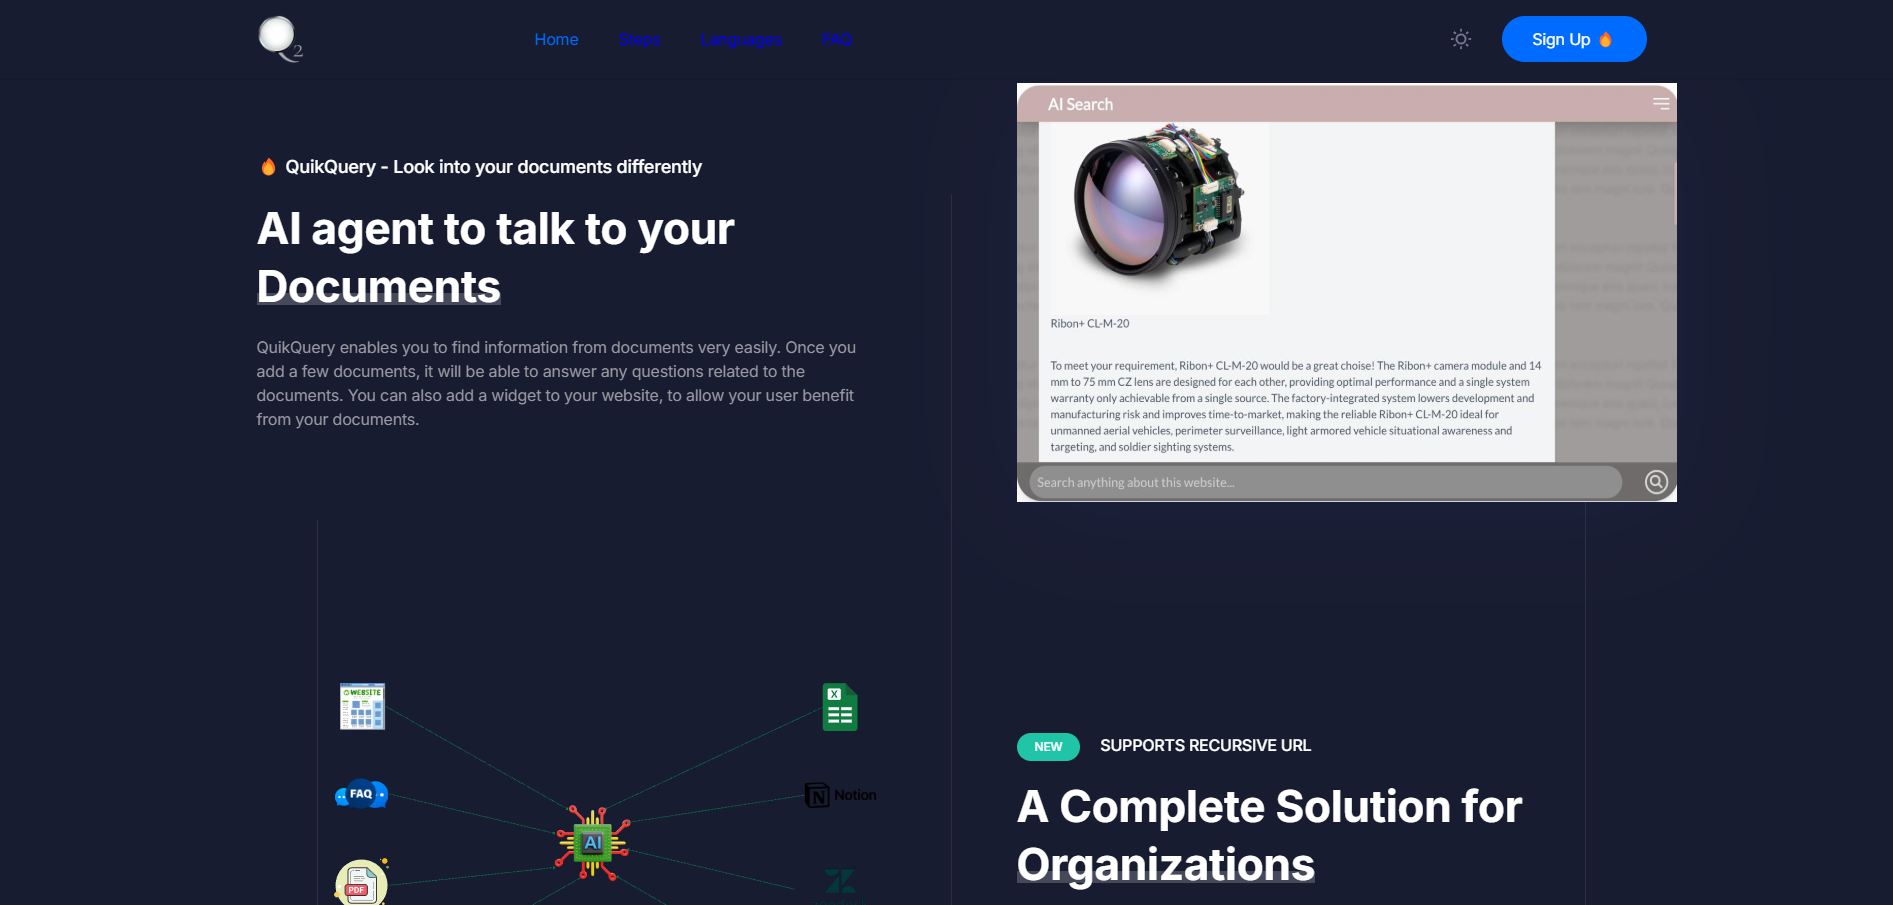 Q2
Home
Steps
Languages
FAQ
Sign Up
QuikQuery - Look into your documents differently
AI agent to talk to your
Documents
QuikQuery enables you to find information from documents very easily. Once you
add a few documents, it will be able to answer any questions related to the
documents. You can also add a widget to your website, to allow your user benefit
from your documents.
AI Search
Ribon+ CL-M-20
To meet your requirement, Ribon+ CL-M-20 would be a great choise! The Ribon+ camera module and 14
mm to 75 mm CZ lens are designed for each other, providing optimal performance and a single system
warranty only achievable from a single source. The factory-integrated system lowers development and
manufacturing risk and improves time-to-market, making the reliable Ribon+ CL-M-20 ideal for
unmanned aerial vehicles, perimeter surveillance, light armored vehicle situational awareness and
targeting, and soldier sighting systems.
Search anything about this website...
WEBSITE
X
FAQ
N Notion
AI
PDF
NEW
SUPPORTS RECURSIVE URL
A Complete Solution for
Organizations